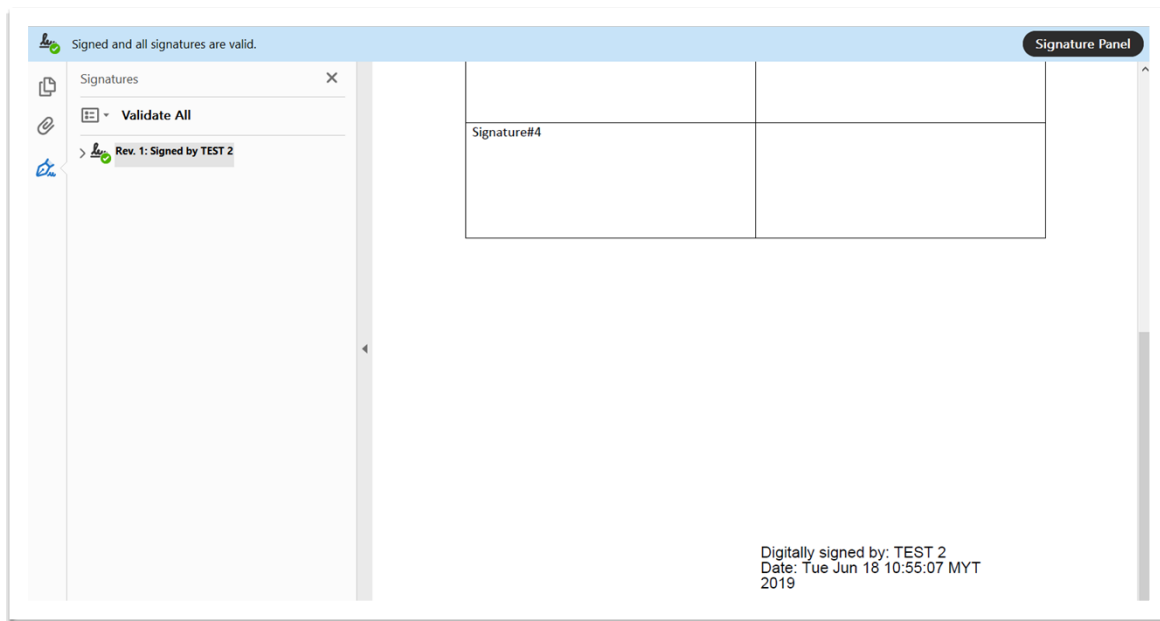 Signed and all signatures are valid.
Signature Panel
Signatures
Validate All
Rev. 1: Signed by TEST 2
Signature#4
Digitally signed by: TEST 2
Date: Tue Jun 18 10:55:07 MYT
2019